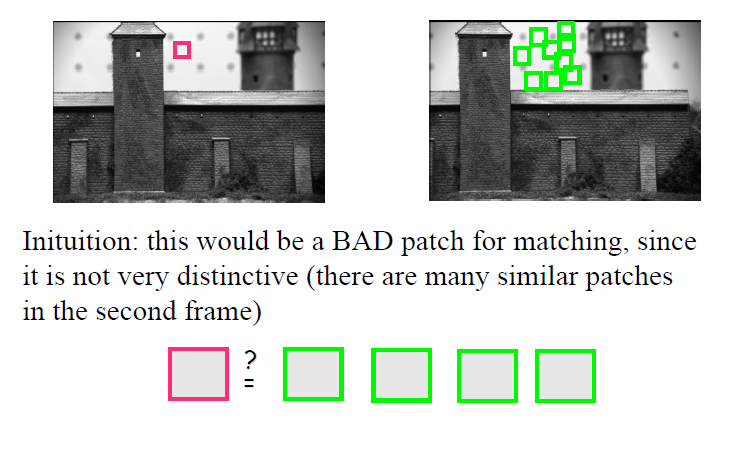 Inituition: this would be a BAD patch for matching, since
it is not very distinctive (there are many similar patches
in the second frame)
?
=